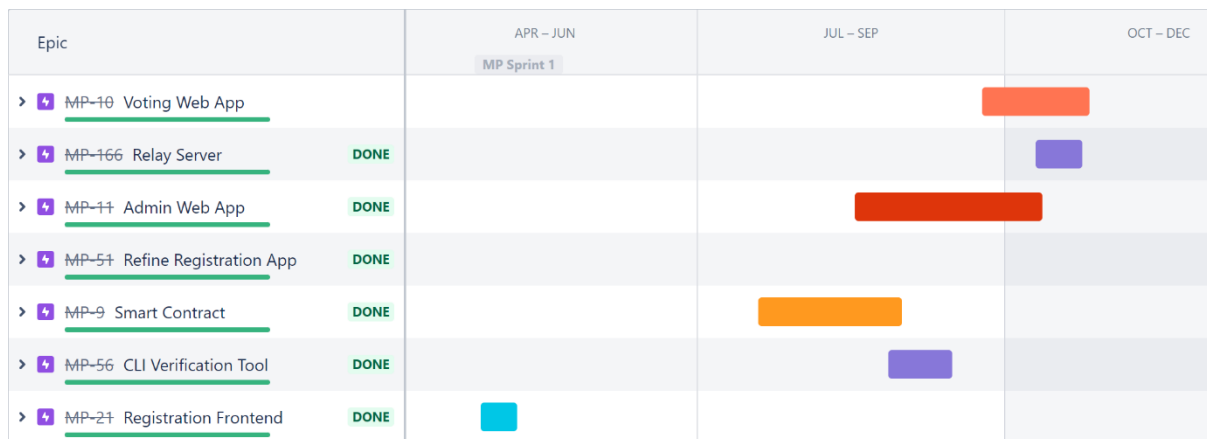 Epic
APR – JUN
JUL – SEP
OCT – DEC
MP Sprint 1
MP-10 Voting Web App
MP-166 Relay Server DONE
MP-11 Admin Web App DONE
MP-51 Refine Registration App DONE
MP-9 Smart Contract DONE
MP-56 CLI Verification Tool DONE
MP-21 Registration Frontend DONE